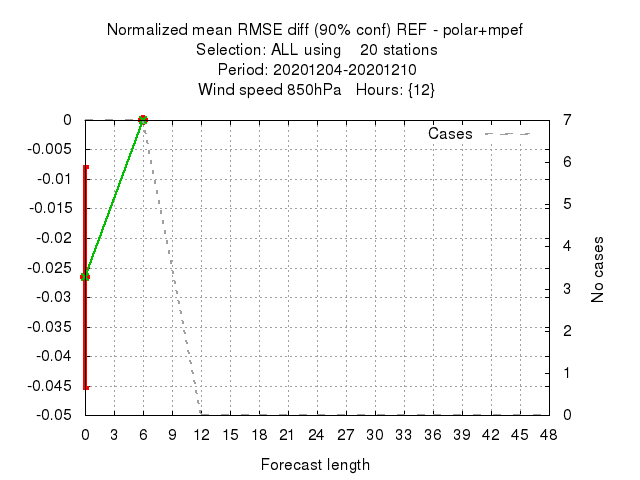 Normalized mean RMSE diff (90% conf) REF - polar+mpef
Selection: ALL using    20 stations
Period: 20201204-20201210
Wind speed 850hPa   Hours: {12}
Cases
0
-0.005
-0.01
-0.015
-0.02
-0.025
-0.03
-0.035
-0.04
-0.045
-0.05
7
6
5
4
3
2
1
0
No cases
0 3 6 9 12 15 18 21 24 27 30 33 36 39 42 45 48
Forecast length